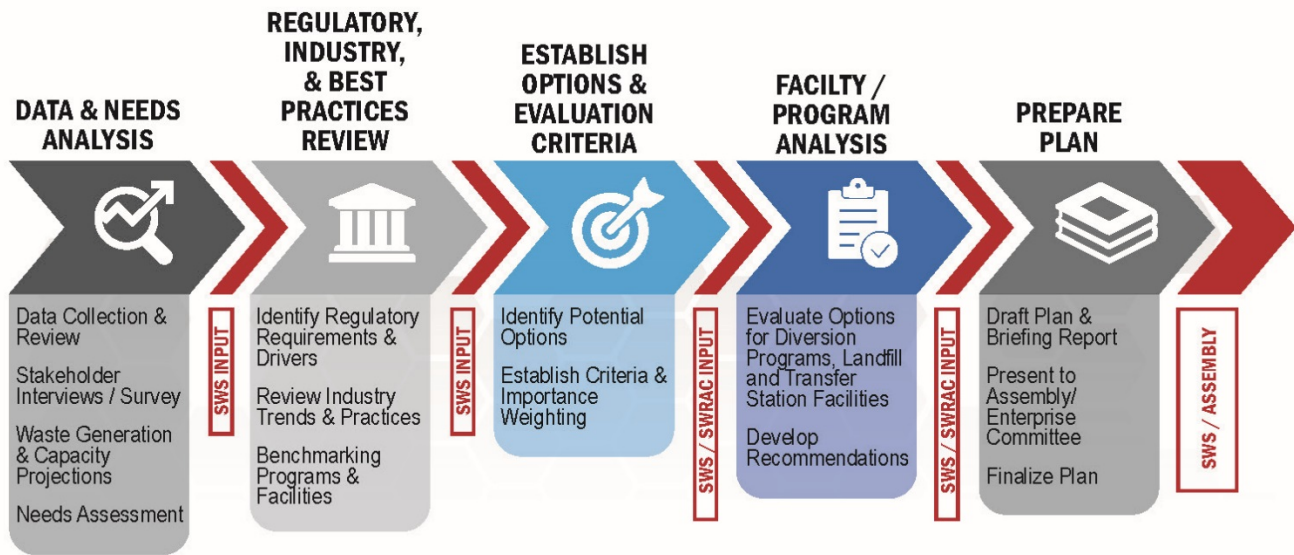 DATA & NEEDS
ANALYSIS
REGULATORY,
INDUSTRY,
& BEST
PRACTICES
REVIEW
ESTABLISH
OPTIONS &
EVALUATION
CRITERIA
FACILTY /
PROGRAM
ANALYSIS
PREPARE
PLAN
Data Collection &
Review
Stakeholder
Interviews / Survey
Waste Generation
& Capacity
Projections
Needs Assessment
SWS INPUT
Identify Regulatory
Requirements &
Drivers
Review Industry
Trends & Practices
Benchmarking
Programs &
Facilities
SWS INPUT
Identify Potential
Options
Establish Criteria &
Importance
Weighting
SWS / SWRAC INPUT
Evaluate Options
for Diversion
Programs, Landfill
and Transfer
Station Facilities
Develop
Recommendations
SWS / SWRAC INPUT
Draft Plan &
Briefing Report
Present to
Assembly/
Enterprise
Committee
Finalize Plan
SWS / ASSEMBLY